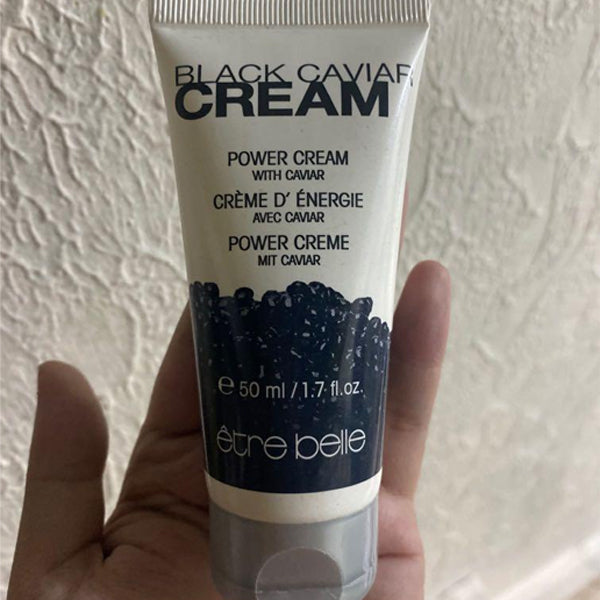 BLACK CAVIAR
CREAM
POWER CREAM
WITH CAVIAR
CRÈME D' ÉNERGIE
AVEC CAVIAR
POWER CREME
MIT CAVIAR
℮ 50 ml / 1.7 fl.oz.
être belle